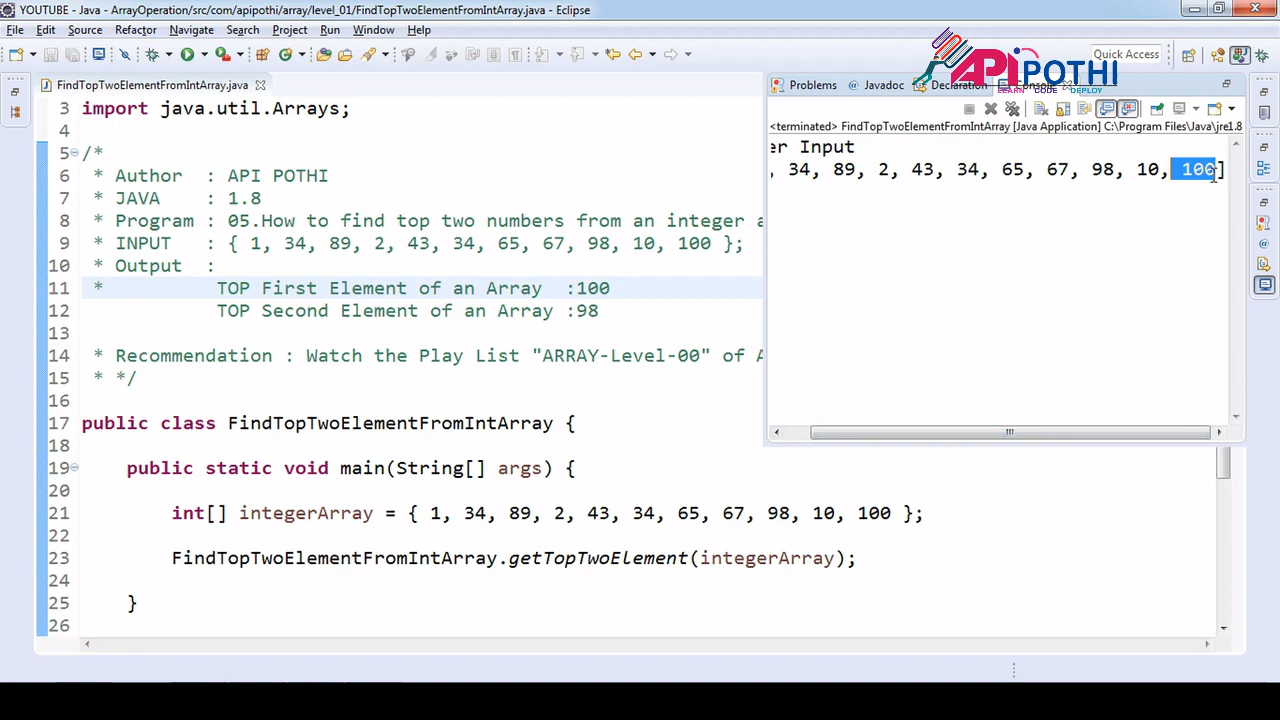 YOUTUBE - Java - ArrayOperation/src/com/apipothi/array/level_01/FindTopTwoElementFromIntArray.java - Eclipse
File Edit Source Refactor Navigate Search Project Run Window Help
Quick Access
API POTHI
LEARN CODE DEPLOY
FindTopTwoElementFromIntArray.java
3 import java.util.Arrays;
4
5 /*
6 * Author : API POTHI
7 * JAVA : 1.8
8 * Program : 05.How to find top two numbers from an integer a
9 * INPUT : { 1, 34, 89, 2, 43, 34, 65, 67, 98, 10, 100 };
10 * Output :
11 * TOP First Element of an Array :100
12 TOP Second Element of an Array :98
13
14 * Recommendation : Watch the Play List "ARRAY-Level-00" of A
15 * */
16
17 public class FindTopTwoElementFromIntArray {
18
19 public static void main(String[] args) {
20
21 int[] integerArray = { 1, 34, 89, 2, 43, 34, 65, 67, 98, 10, 100 };
22
23 FindTopTwoElementFromIntArray.getTopTwoElement(integerArray);
24
25 }
26
Problems Javadoc Declaration Console
<terminated> FindTopTwoElementFromIntArray [Java Application] C:\Program Files\Java\jre1.8
er Input
, 34, 89, 2, 43, 34, 65, 67, 98, 10, 100]